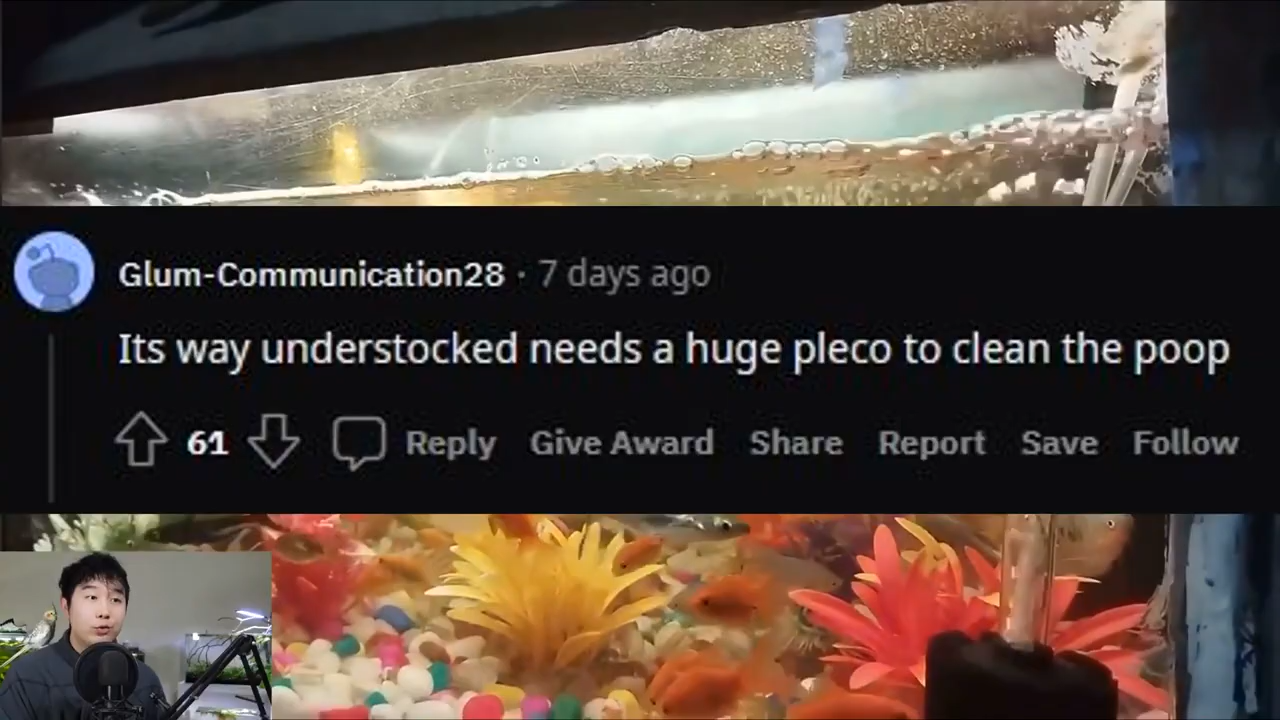 Glum-Communication28 · 7 days ago
Its way understocked needs a huge pleco to clean the poop
61 Reply Give Award Share Report Save Follow